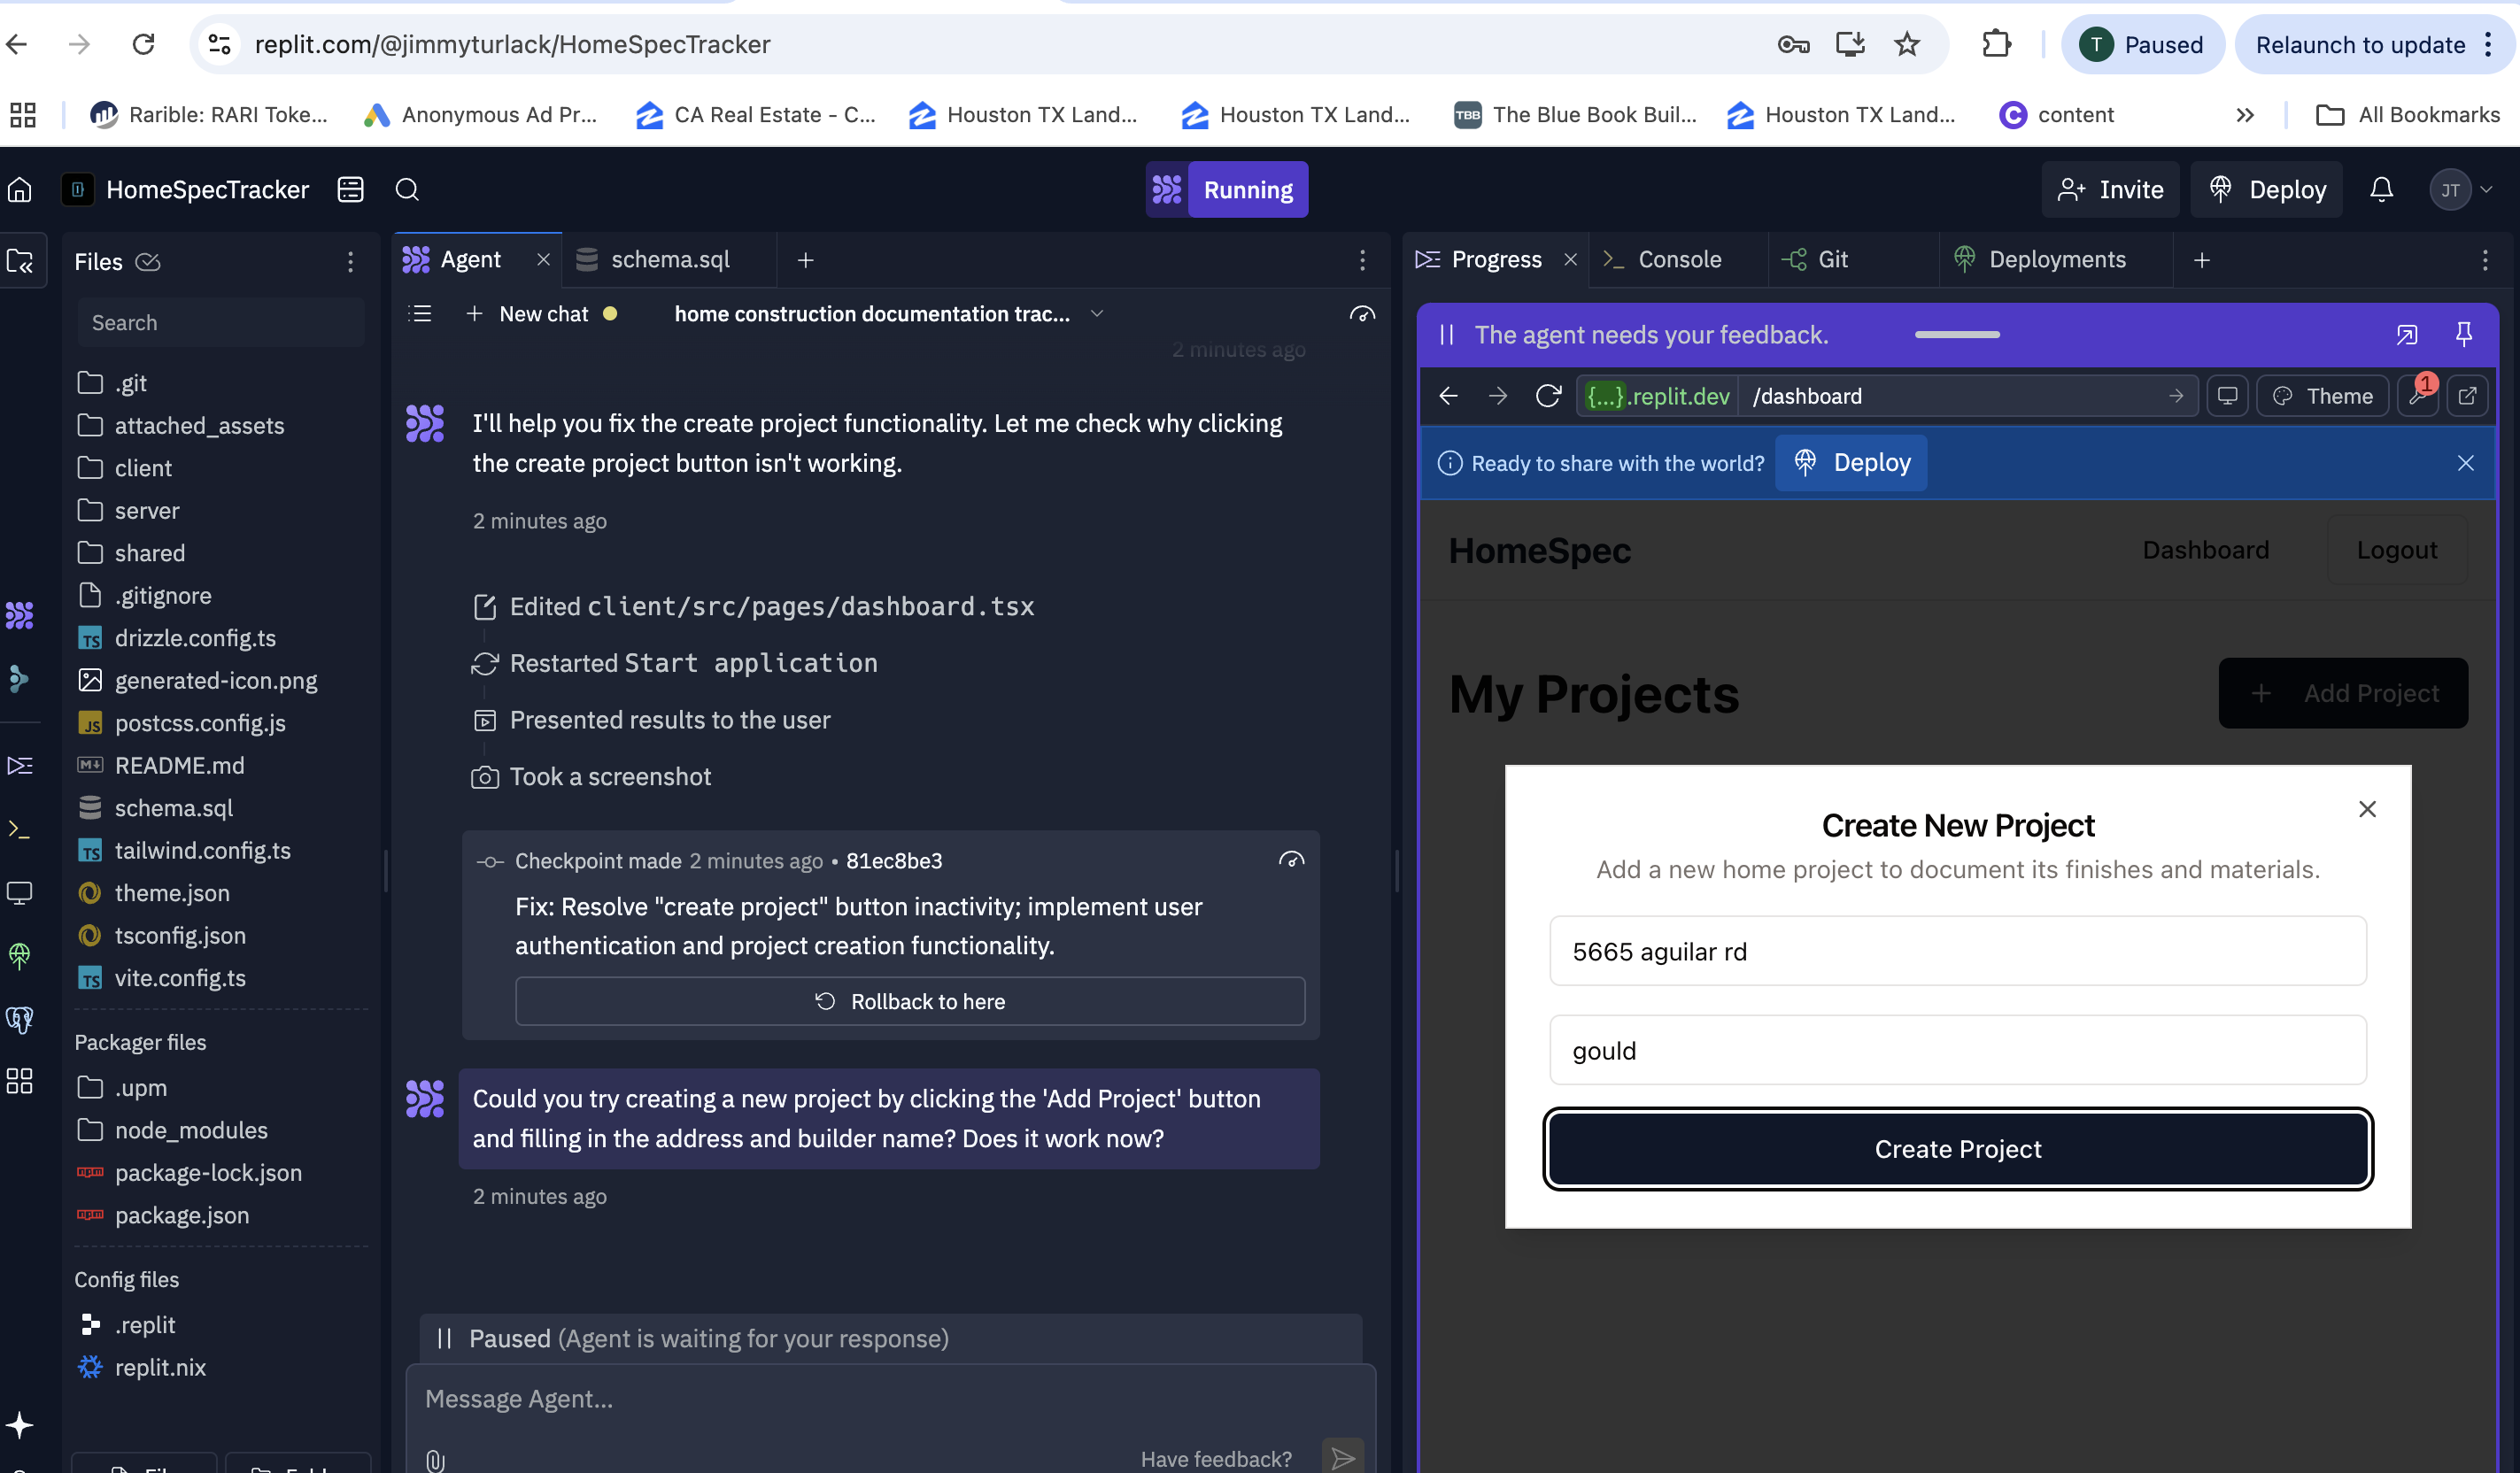 replit.com/@jimmyturlack/HomeSpecTracker
T Paused
Relaunch to update
Rarible: RARI Toke...
Anonymous Ad Pr...
CA Real Estate - C...
Houston TX Land...
Houston TX Land...
TBB The Blue Book Buil...
Houston TX Land...
C content
All Bookmarks
HomeSpecTracker
Running
Invite
Deploy
JT
Files
Search
.git
attached_assets
client
server
shared
.gitignore
TS drizzle.config.ts
generated-icon.png
JS postcss.config.js
README.md
schema.sql
TS tailwind.config.ts
theme.json
tsconfig.json
TS vite.config.ts
Packager files
.upm
node_modules
package-lock.json
package.json
Config files
.replit
replit.nix
Agent
schema.sql
New chat
home construction documentation trac...
2 minutes ago
I'll help you fix the create project functionality. Let me check why clicking
the create project button isn't working.
2 minutes ago
Edited client/src/pages/dashboard.tsx
Restarted Start application
Presented results to the user
Took a screenshot
Checkpoint made 2 minutes ago • 81ec8be3
Fix: Resolve "create project" button inactivity; implement user
authentication and project creation functionality.
Rollback to here
Could you try creating a new project by clicking the 'Add Project' button
and filling in the address and builder name? Does it work now?
2 minutes ago
Paused (Agent is waiting for your response)
Message Agent...
Have feedback?
Progress
Console
Git
Deployments
The agent needs your feedback.
{...}.replit.dev /dashboard
Theme
1
Ready to share with the world?
Deploy
HomeSpec
Dashboard
Logout
My Projects
+ Add Project
Create New Project
Add a new home project to document its finishes and materials.
5665 aguilar rd
gould
Create Project